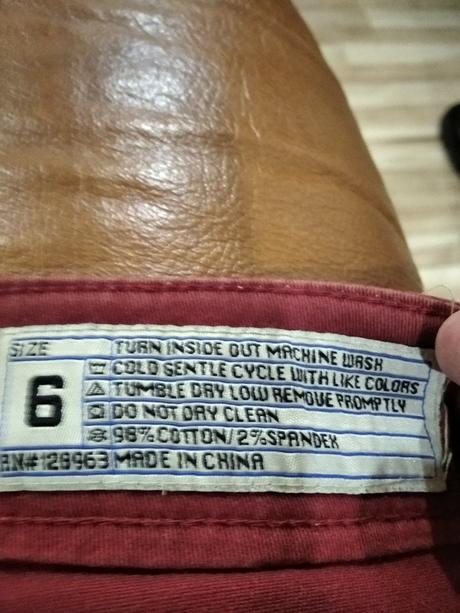 SIZE
6
RN#128963
TURN INSIDE OUT MACHINE WASH
COLD GENTLE CYCLE WITH LIKE COLORS
TUMBLE DRY LOW REMOVE PROMPTLY
DO NOT DRY CLEAN
98%COTTON/2%SPANDEX
MADE IN CHINA